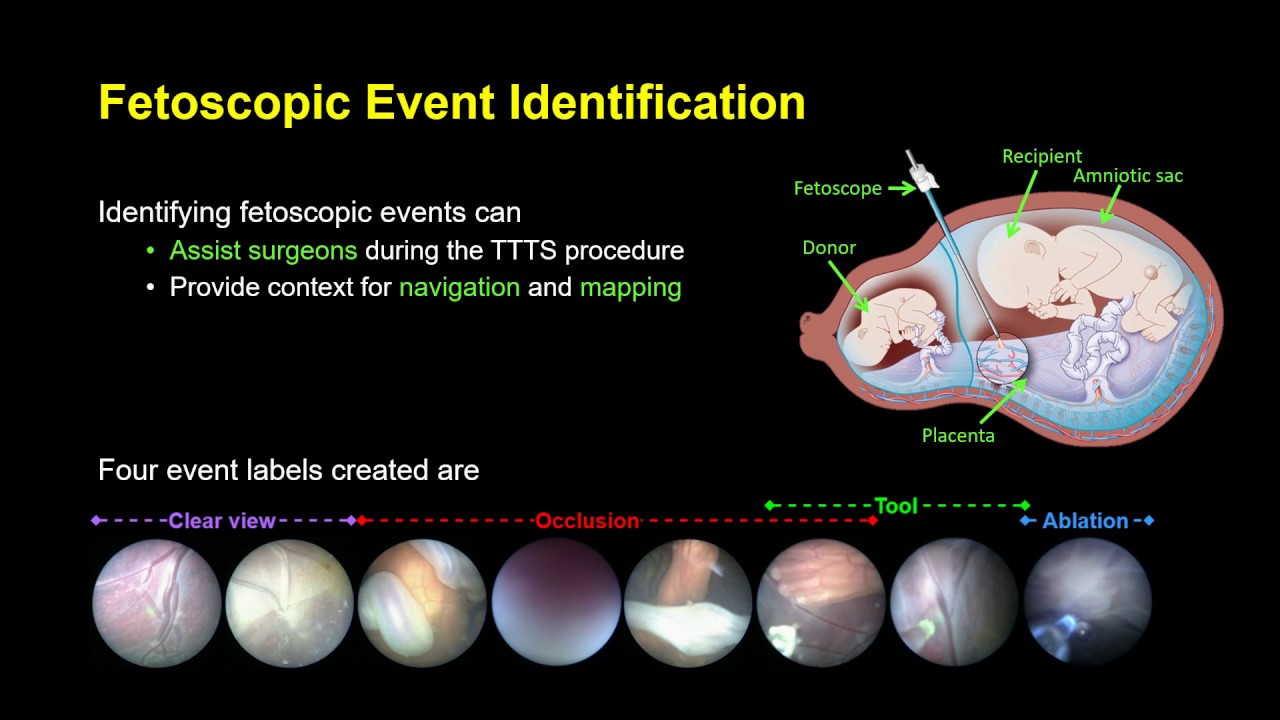 Fetoscopic Event Identification
Identifying fetoscopic events can
• Assist surgeons during the TTTS procedure
• Provide context for navigation and mapping
Recipient
Amniotic sac
Fetoscope
Donor
Placenta
Four event labels created are
Clear view
Occlusion
Tool
Ablation